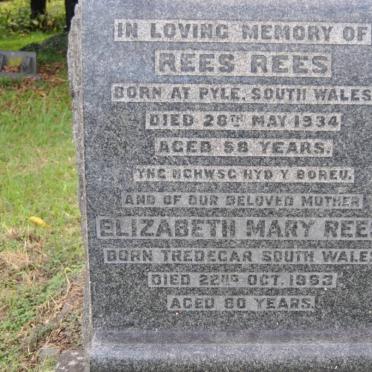 IN LOVING MEMORY OF
REES REES
BORN AT PYLE, SOUTH WALES
DIED 28TH MAY 1934
AGED 58 YEARS.
YNG NGHWSG HYD Y BOREU.
AND OF OUR BELOVED MOTHER
ELIZABETH MARY REES
BORN TREDEGAR SOUTH WALES
DIED 22ND OCT. 1963
AGED 80 YEARS.